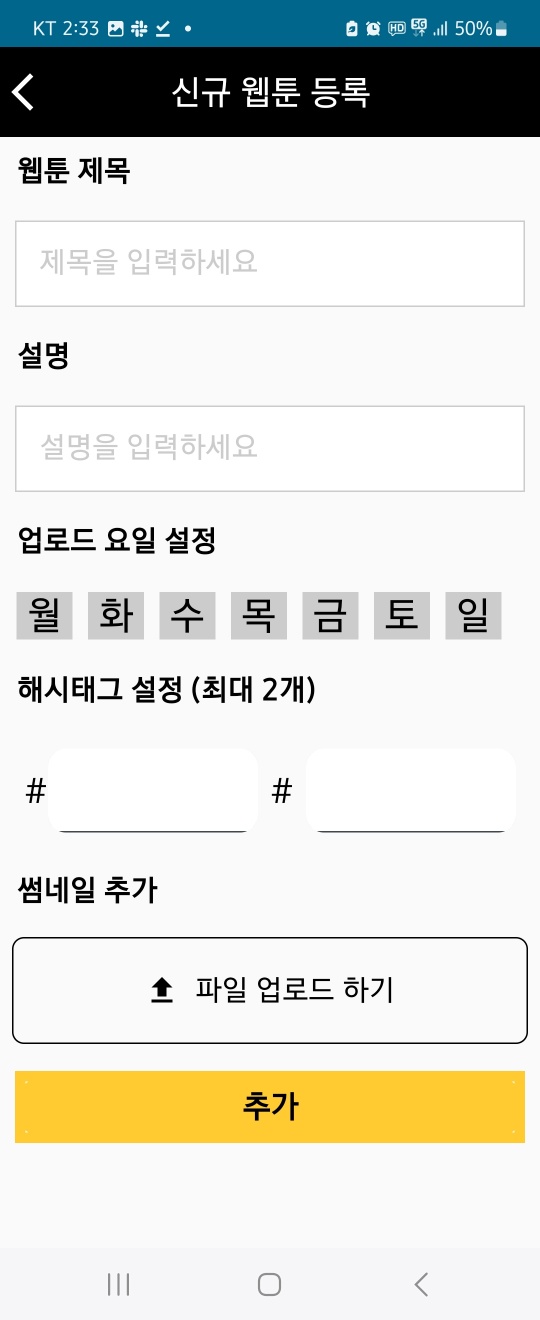 KT 2:33 HD 5G 50%
신규 웹툰 등록
웹툰 제목
제목을 입력하세요
설명
설명을 입력하세요
업로드 요일 설정
월 화 수 목 금 토 일
해시태그 설정 (최대 2개)
# #
썸네일 추가
파일 업로드 하기
추가